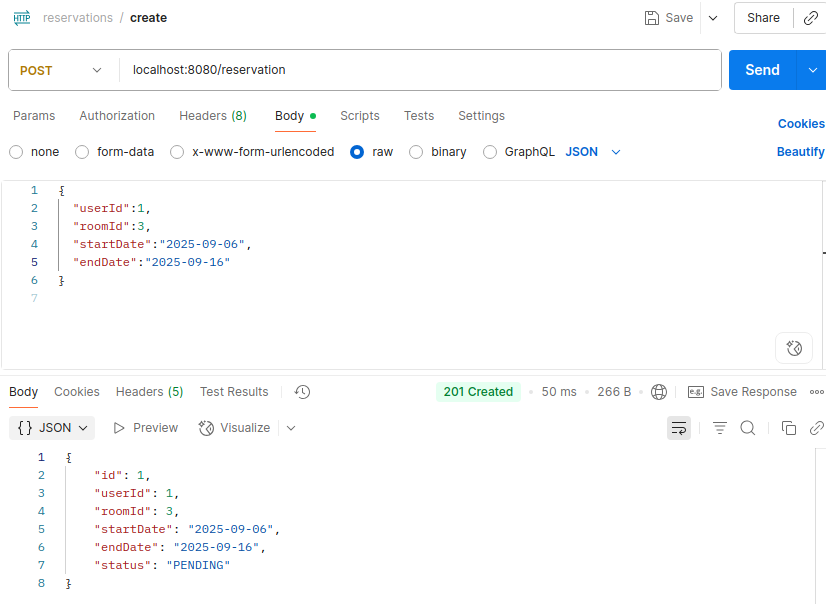 HTTP reservations / create Save Share
POST localhost:8080/reservation Send
Params Authorization Headers (8) Body Scripts Tests Settings Cookies
none form-data x-www-form-urlencoded raw binary GraphQL JSON Beautify
1 {
2 "userId":1,
3 "roomId":3,
4 "startDate":"2025-09-06",
5 "endDate":"2025-09-16"
6 }
7
Body Cookies Headers (5) Test Results 201 Created • 50 ms • 266 B • e.g. Save Response
{} JSON Preview Visualize
1 {
2 "id": 1,
3 "userId": 1,
4 "roomId": 3,
5 "startDate": "2025-09-06",
6 "endDate": "2025-09-16",
7 "status": "PENDING"
8 }